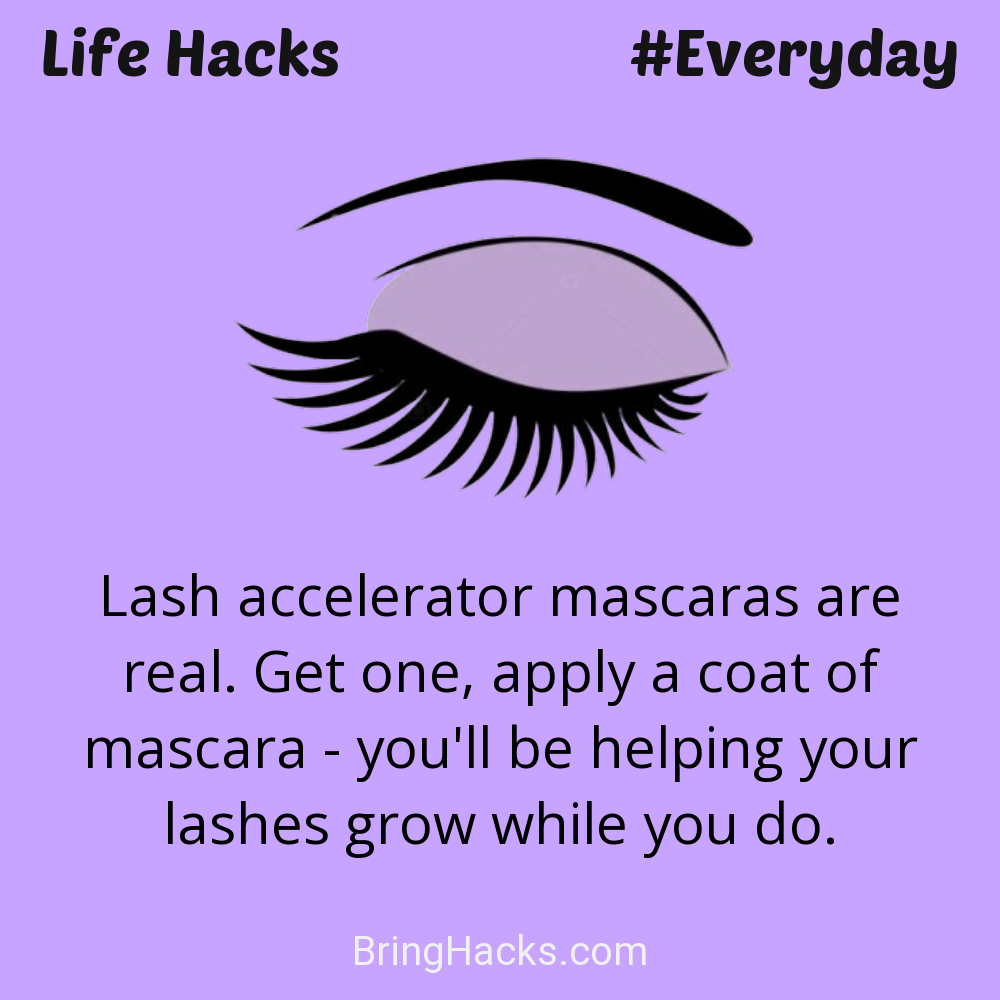 Life Hacks
#Everyday
Lash accelerator mascaras are
real. Get one, apply a coat of
mascara - you'll be helping your
lashes grow while you do.
BringHacks.com